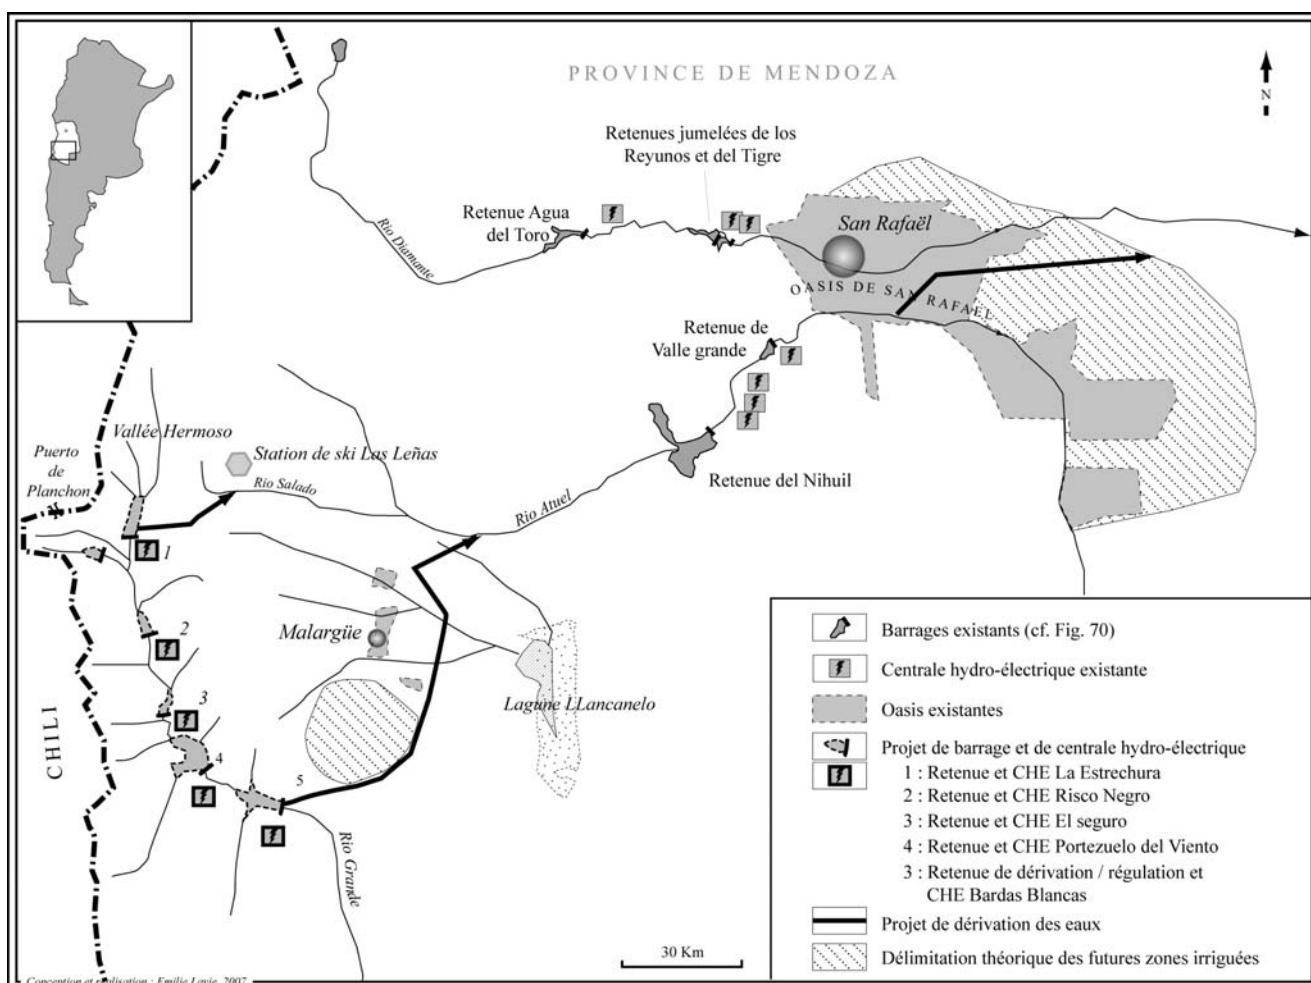 PROVINCE DE MENDOZA
N
Retenues jumelées de los
Reyunos et del Tigre
Retenue Agua
del Toro
San Rafaël
Rio Diamante
OASIS DE SAN RAFAEL
Retenue de
Valle grande
Vallée Hermoso
Station de ski Las Leñas
Puerto
de
Planchon
Rio Salado
Retenue del Nihuil
Rio Atuel
1
2
Malargüe
3
Lagune LLancanelo
CHILI
4
5
Rio Grande
30 Km
Barrages existants (cf. Fig. 70)
Centrale hydro-électrique existante
Oasis existantes
Projet de barrage et de centrale hydro-électrique
1 : Retenue et CHE La Estrechura
2 : Retenue et CHE Risco Negro
3 : Retenue et CHE El seguro
4 : Retenue et CHE Portezuelo del Viento
3 : Retenue de dérivation / régulation et
CHE Bardas Blancas
Projet de dérivation des eaux
Délimitation théorique des futures zones irriguées
Conception et réalisation : Emilie Lavie, 2007